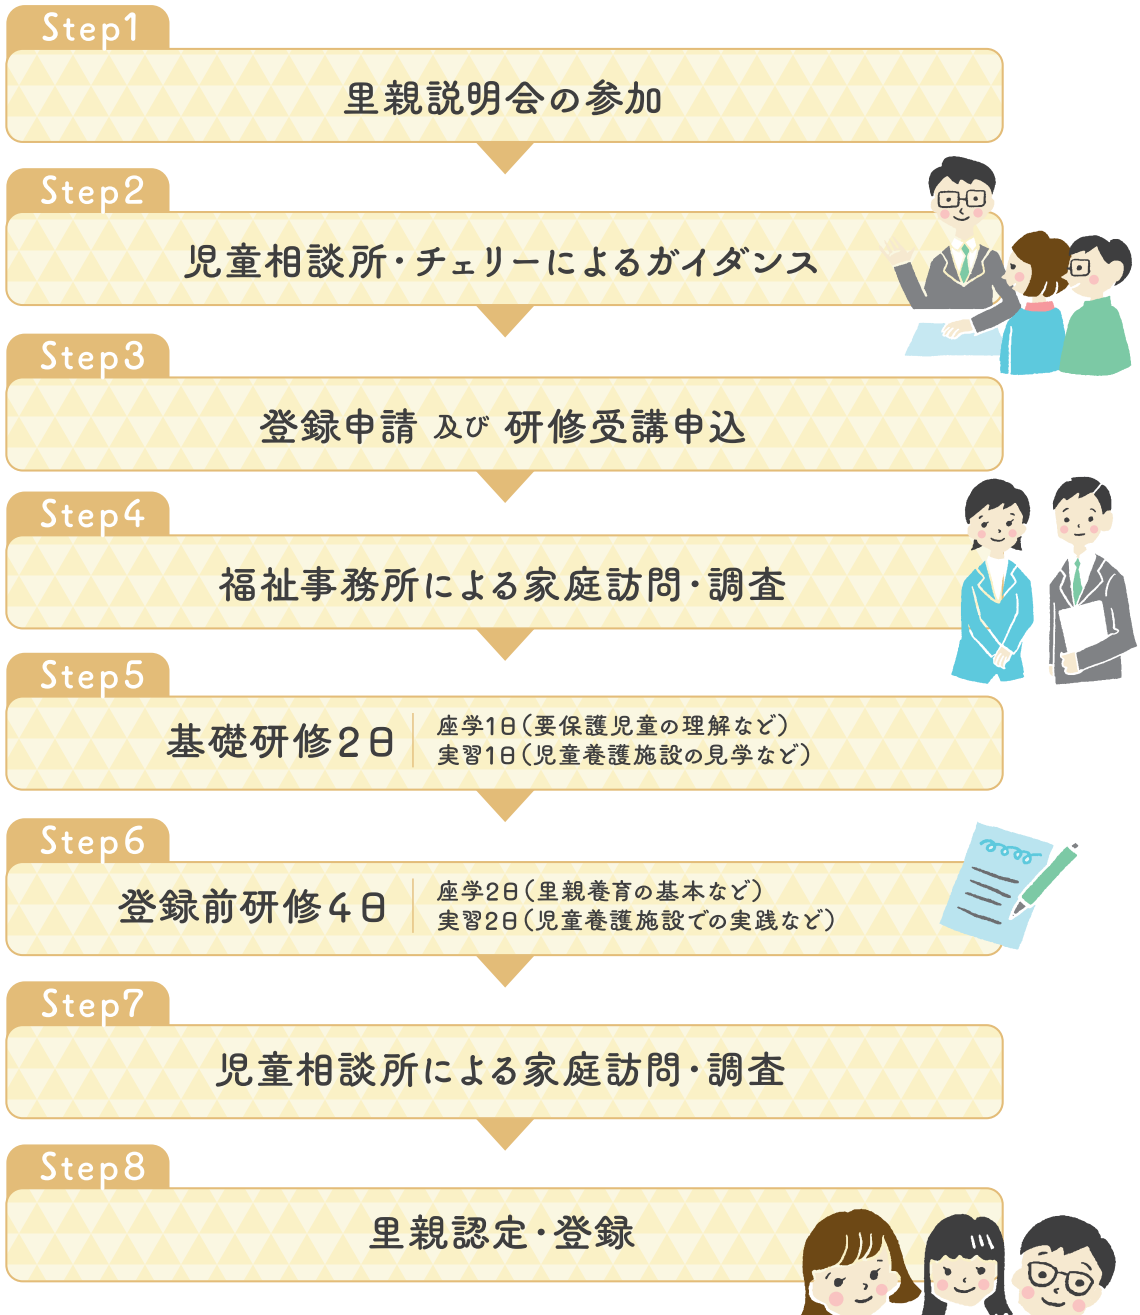 Step1
里親説明会の参加
Step2
児童相談所・チェリーによるガイダンス
Step3
登録申請 及び 研修受講申込
Step4
福祉事務所による家庭訪問・調査
Step5
基礎研修2日
座学1日(要保護児童の理解など)
実習1日(児童養護施設の見学など)
Step6
登録前研修4日
座学2日(里親養育の基本など)
実習2日(児童養護施設での実践など)
Step7
児童相談所による家庭訪問・調査
Step8
里親認定・登録